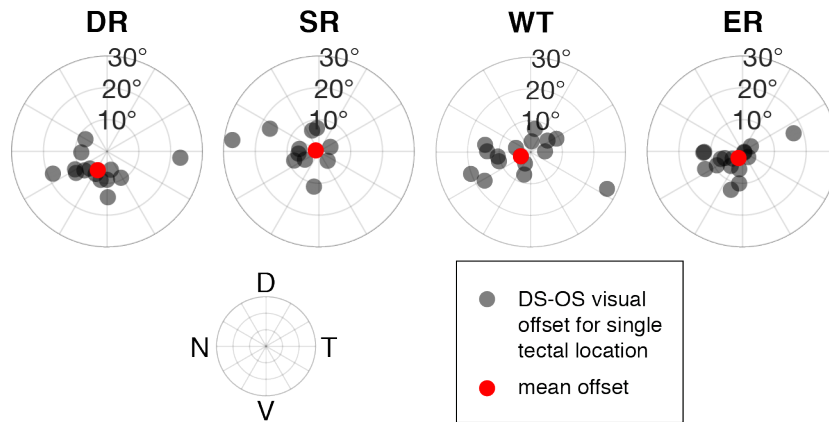 DR
SR
WT
ER
30°
20°
10°
30°
20°
10°
30°
20°
10°
30°
20°
10°
D
N
T
V
DS-OS visual
offset for single
tectal location
mean offset